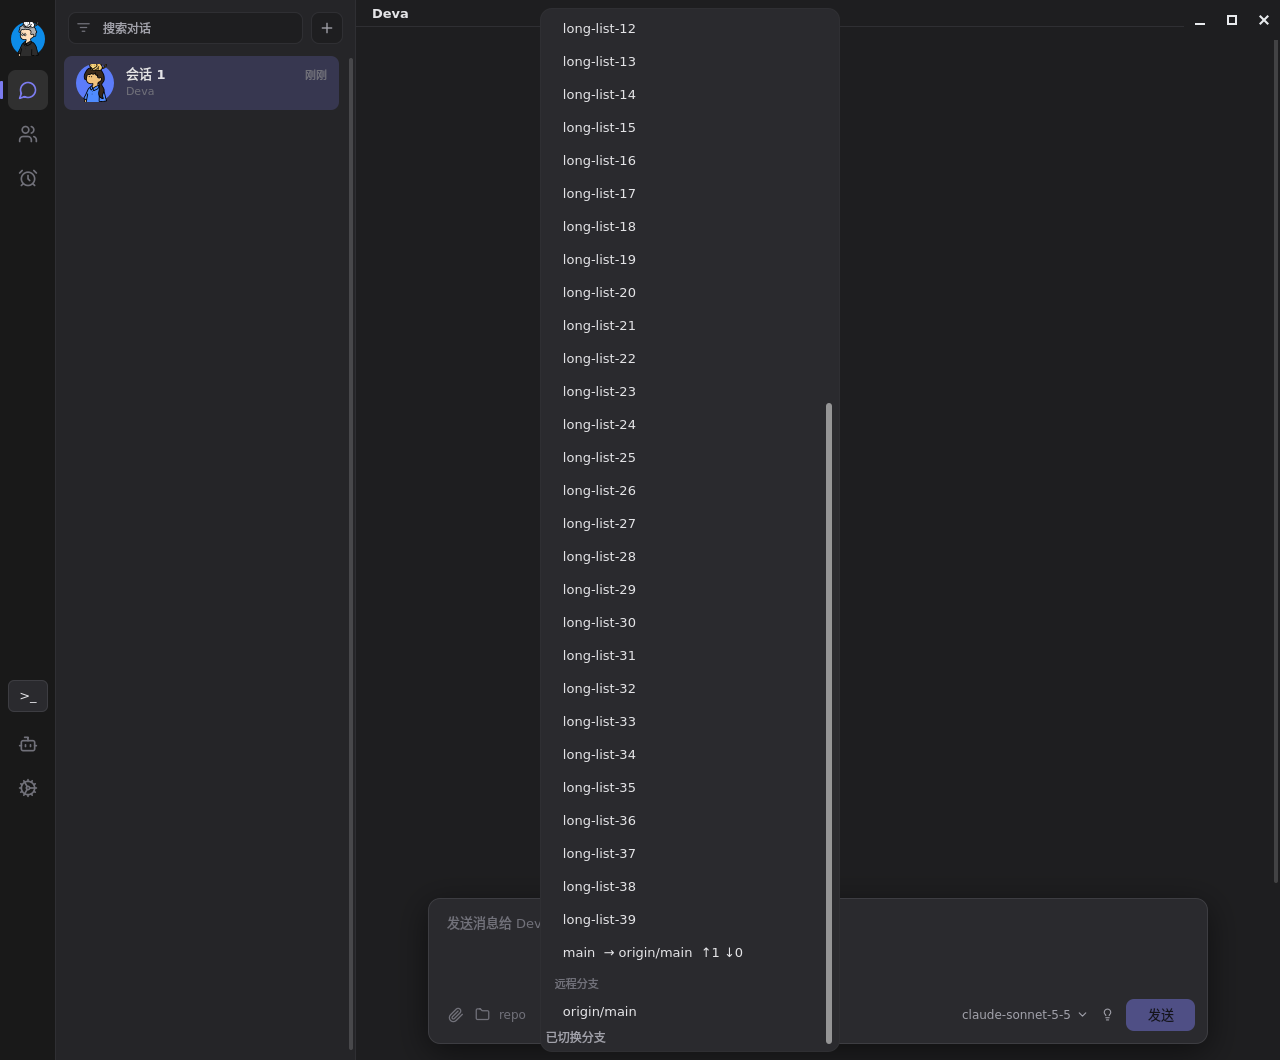 搜索对话
会话 1
刚刚
Deva
>_
Deva
long-list-12
long-list-13
long-list-14
long-list-15
long-list-16
long-list-17
long-list-18
long-list-19
long-list-20
long-list-21
long-list-22
long-list-23
long-list-24
long-list-25
long-list-26
long-list-27
long-list-28
long-list-29
long-list-30
long-list-31
long-list-32
long-list-33
long-list-34
long-list-35
long-list-36
long-list-37
long-list-38
long-list-39
main → origin/main ↑1 ↓0
远程分支
origin/main
已切换分支
发送消息给 Dev
repo
claude-sonnet-5-5
发送